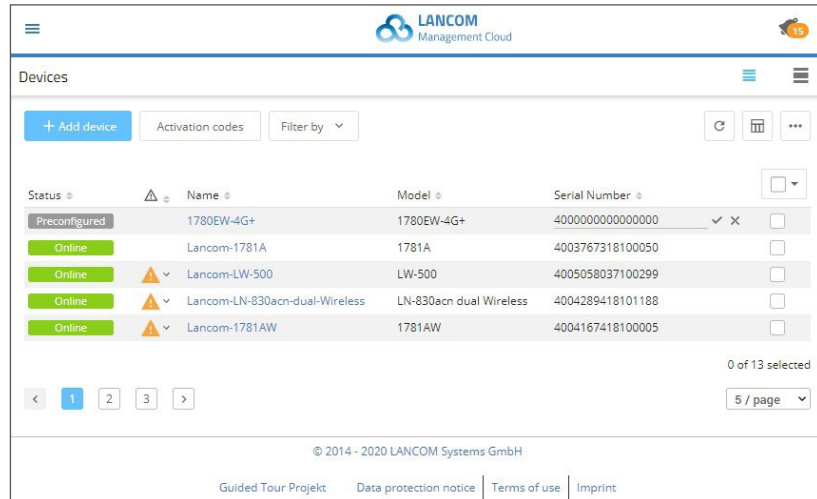 LANCOM
Management Cloud
15
Devices
+ Add device Activation codes Filter by
Status Name Model Serial Number
Preconfigured 1780EW-4G+ 1780EW-4G+ 4000000000000000
Online Lancom-1781A 1781A 4003767318100050
Online Lancom-LW-500 LW-500 4005058037100299
Online Lancom-LN-830acn-dual-Wireless LN-830acn dual Wireless 4004289418101188
Online Lancom-1781AW 1781AW 4004167418100005
0 of 13 selected
< 1 2 3 > 5 / page
© 2014 - 2020 LANCOM Systems GmbH
Guided Tour Projekt Data protection notice Terms of use Imprint